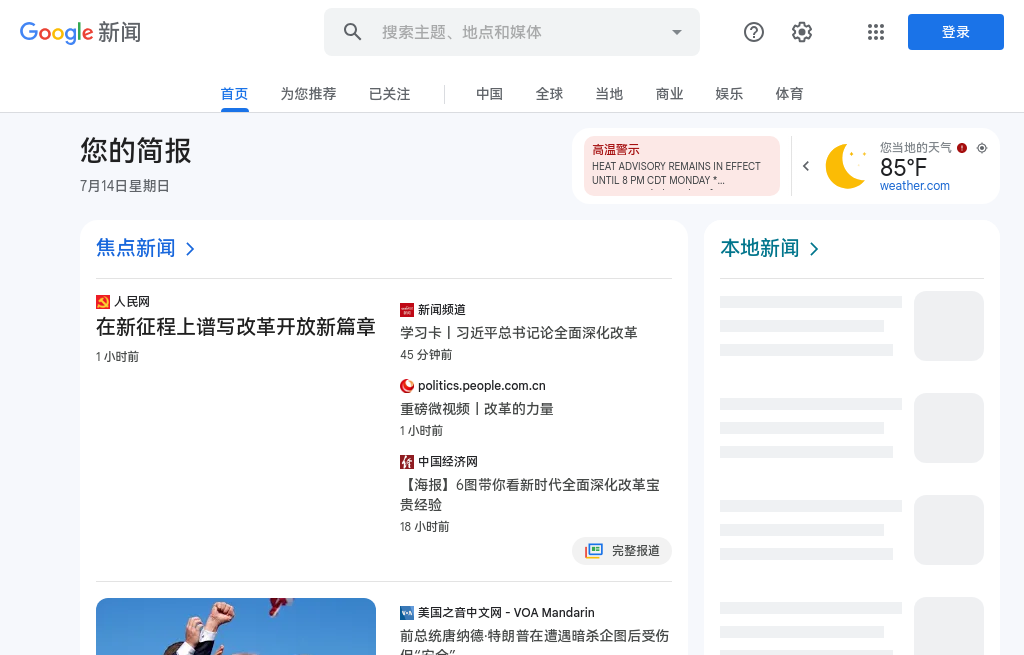 Google 新闻
搜索主题、地点和媒体
登录
首页
为您推荐
已关注
中国
全球
当地
商业
娱乐
体育
您的简报
7月14日星期日
高温警示
HEAT ADVISORY REMAINS IN EFFECT
UNTIL 8 PM CDT MONDAY *...
您当地的天气
85°F
weather.com
焦点新闻
人民网
在新征程上谱写改革开放新篇章
1 小时前
新闻频道
学习卡丨习近平总书记论全面深化改革
45 分钟前
politics.people.com.cn
重磅微视频丨改革的力量
1 小时前
中国经济网
【海报】6图带你看新时代全面深化改革宝
贵经验
18 小时前
完整报道
美国之音中文网 - VOA Mandarin
前总统唐纳德·特朗普在遭遇暗杀企图后受伤
但“安全”
本地新闻